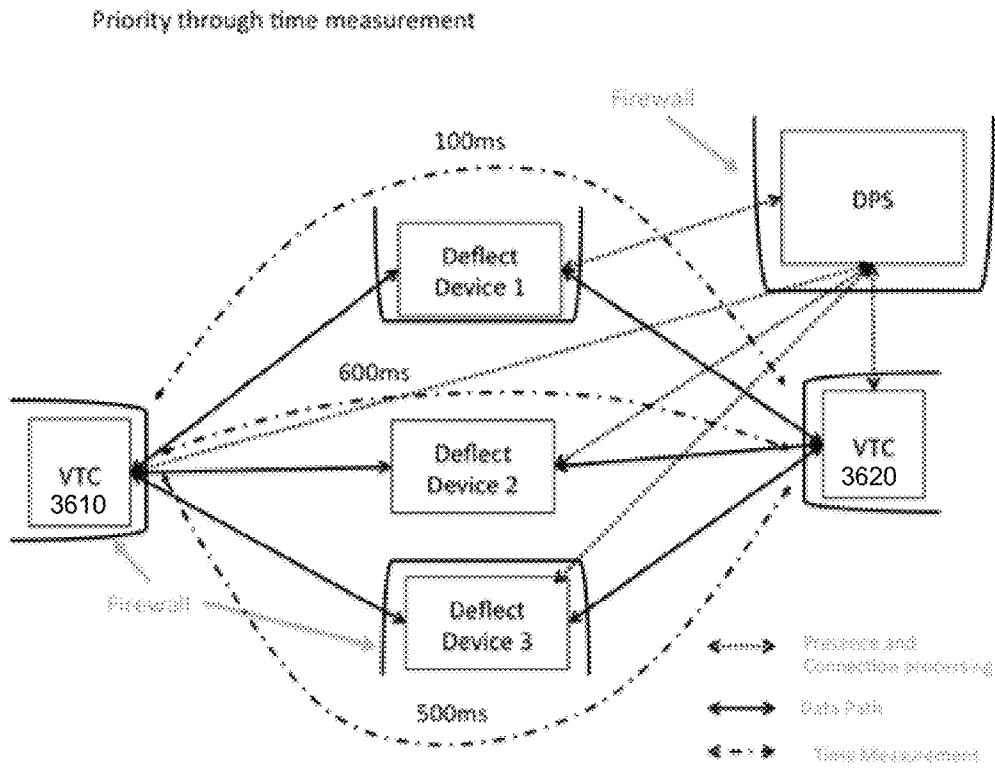 Priority through time measurement
Firewall
100ms
DPS
Deflect
Device 1
600ms
VTC
3610
Deflect
Device 2
VTC
3620
Firewall
Deflect
Device 3
500ms
Presence and
Connection processing
Data Path
Time Measurement